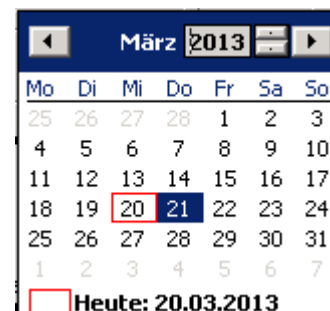 März 2013
Mo Di Mi Do Fr Sa So
25 26 27 28 1 2 3
4 5 6 7 8 9 10
11 12 13 14 15 16 17
18 19 20 21 22 23 24
25 26 27 28 29 30 31
1 2 3 4 5 6 7
Heute: 20.03.2013